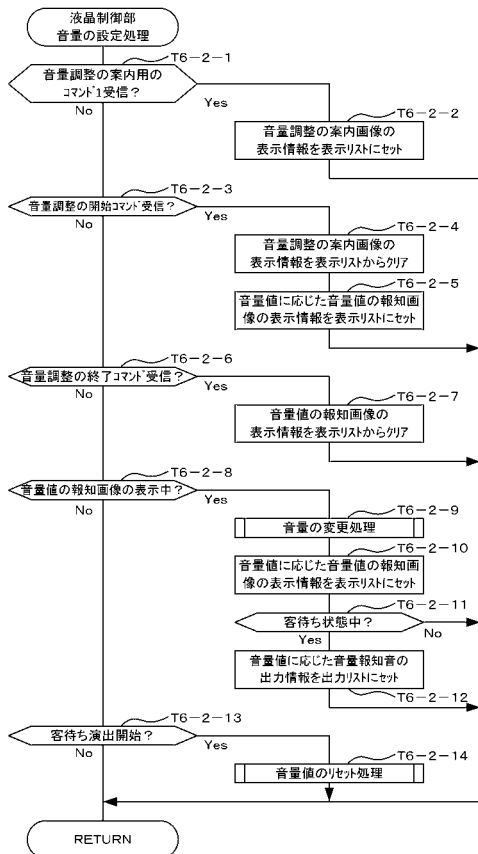 液晶制御部
音量の設定処理
T6-2-1
音量調整の案内用の
コマンド1受信？
No
Yes
T6-2-2
音量調整の案内画像の
表示情報を表示リストにセット
T6-2-3
音量調整の開始コマンド受信？
No
Yes
T6-2-4
音量調整の案内画像の
表示情報を表示リストからクリア
T6-2-5
音量値に応じた音量値の報知画
像の表示情報を表示リストにセット
T6-2-6
音量調整の終了コマンド受信？
No
Yes
T6-2-7
音量値の報知画像の
表示情報を表示リストからクリア
T6-2-8
音量値の報知画像の表示中？
No
Yes
T6-2-9
音量の変更処理
T6-2-10
音量値に応じた音量値の報知画
像の表示情報を表示リストにセット
T6-2-11
客待ち状態中？
Yes
No
音量値に応じた音量報知音の
出力情報を出力リストにセット
T6-2-12
T6-2-13
客待ち演出開始？
No
Yes
T6-2-14
音量値のリセット処理
RETURN